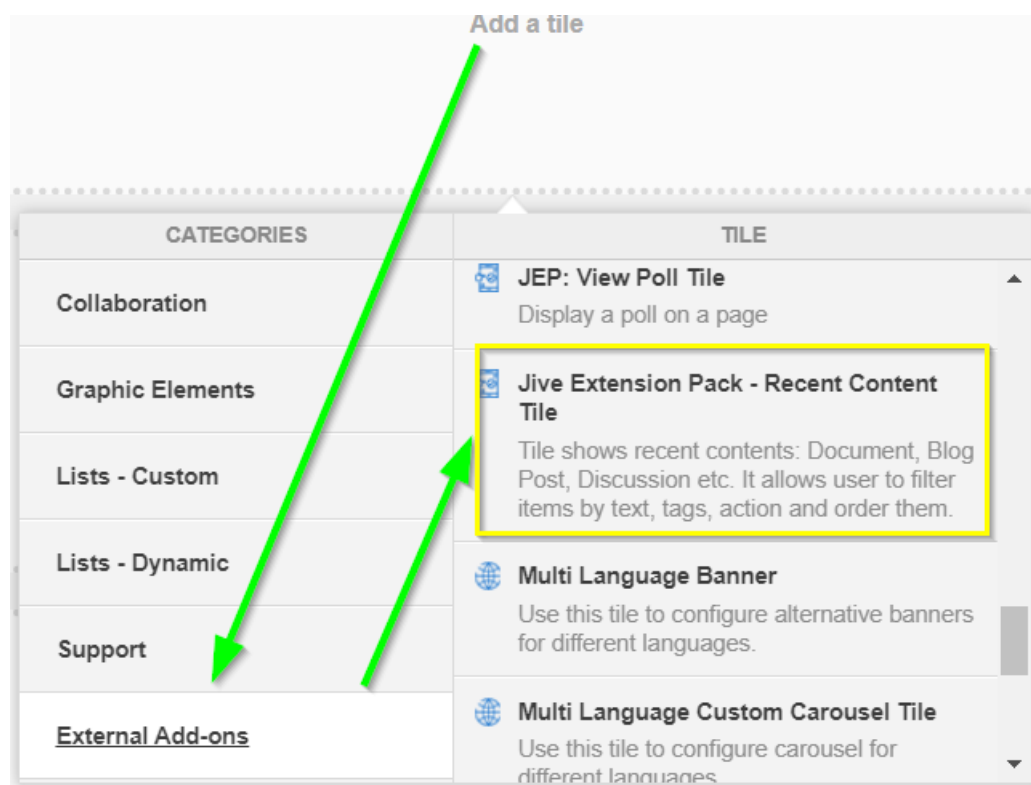 Add a tile
CATEGORIES
TILE
Collaboration
Graphic Elements
Lists - Custom
Lists - Dynamic
Support
External Add-ons
JEP: View Poll Tile
Display a poll on a page
Jive Extension Pack - Recent Content
Tile
Tile shows recent contents: Document, Blog
Post, Discussion etc. It allows user to filter
items by text, tags, action and order them.
Multi Language Banner
Use this tile to configure alternative banners
for different languages.
Multi Language Custom Carousel Tile
Use this tile to configure carousel for
different languages